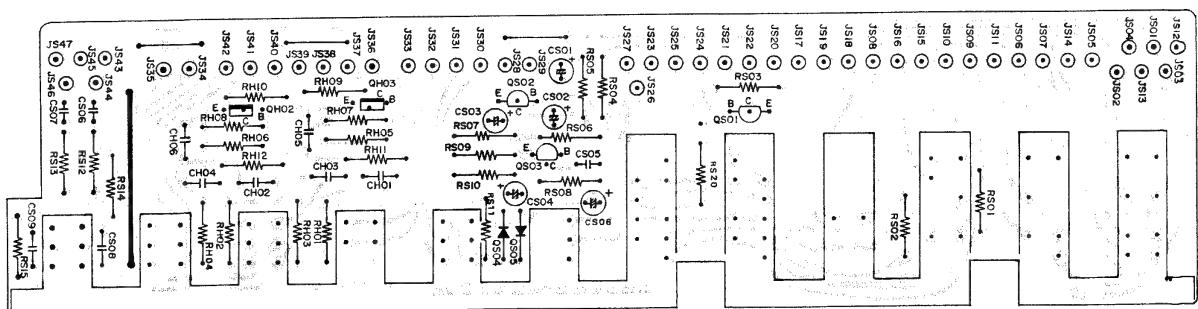 JS47
JS45
JS43
JS46
JS44
JS35
JS34
JS42
JS41
JS40
JS39
JS38
JS37
JS36
JS33
JS32
JS31
JS30
JS28
JS29
CS01
RS05
RS04
JS27
JS23
JS25
JS26
JS24
JS21
JS22
JS20
JS17
JS19
JS18
JS08
JS16
JS15
JS10
JS09
JS11
JS06
JS07
JS14
JS05
JS04
JS01
JS12
JS02
JS13
JS03
CS07
CS06
RH10
E
C
B
QH02
RH08
RH06
RH12
CH06
CH04
CH02
RH09
QH03
E
C
B
RH07
RH05
RH11
CH05
CH03
CH01
QS02
E
B
C
CS03
CS02
RS07
RS06
RS09
E
B
C
QS03
CS05
RS10
RS08
CS04
CS06
RS03
B
E
C
QS01
RS20
RS13
RS12
RS14
CS09
CS08
RS15
RH04
RH02
RH03
RH01
RS11
QS04
QS05
RS02
RS01